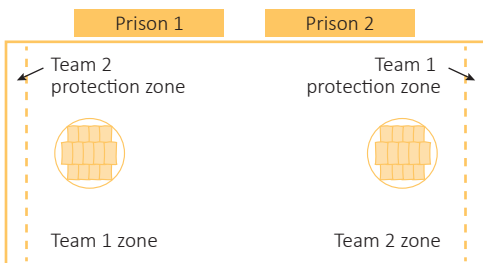 Prison 1
Prison 2
Team 2
protection zone
Team 1
protection zone
Team 1 zone
Team 2 zone